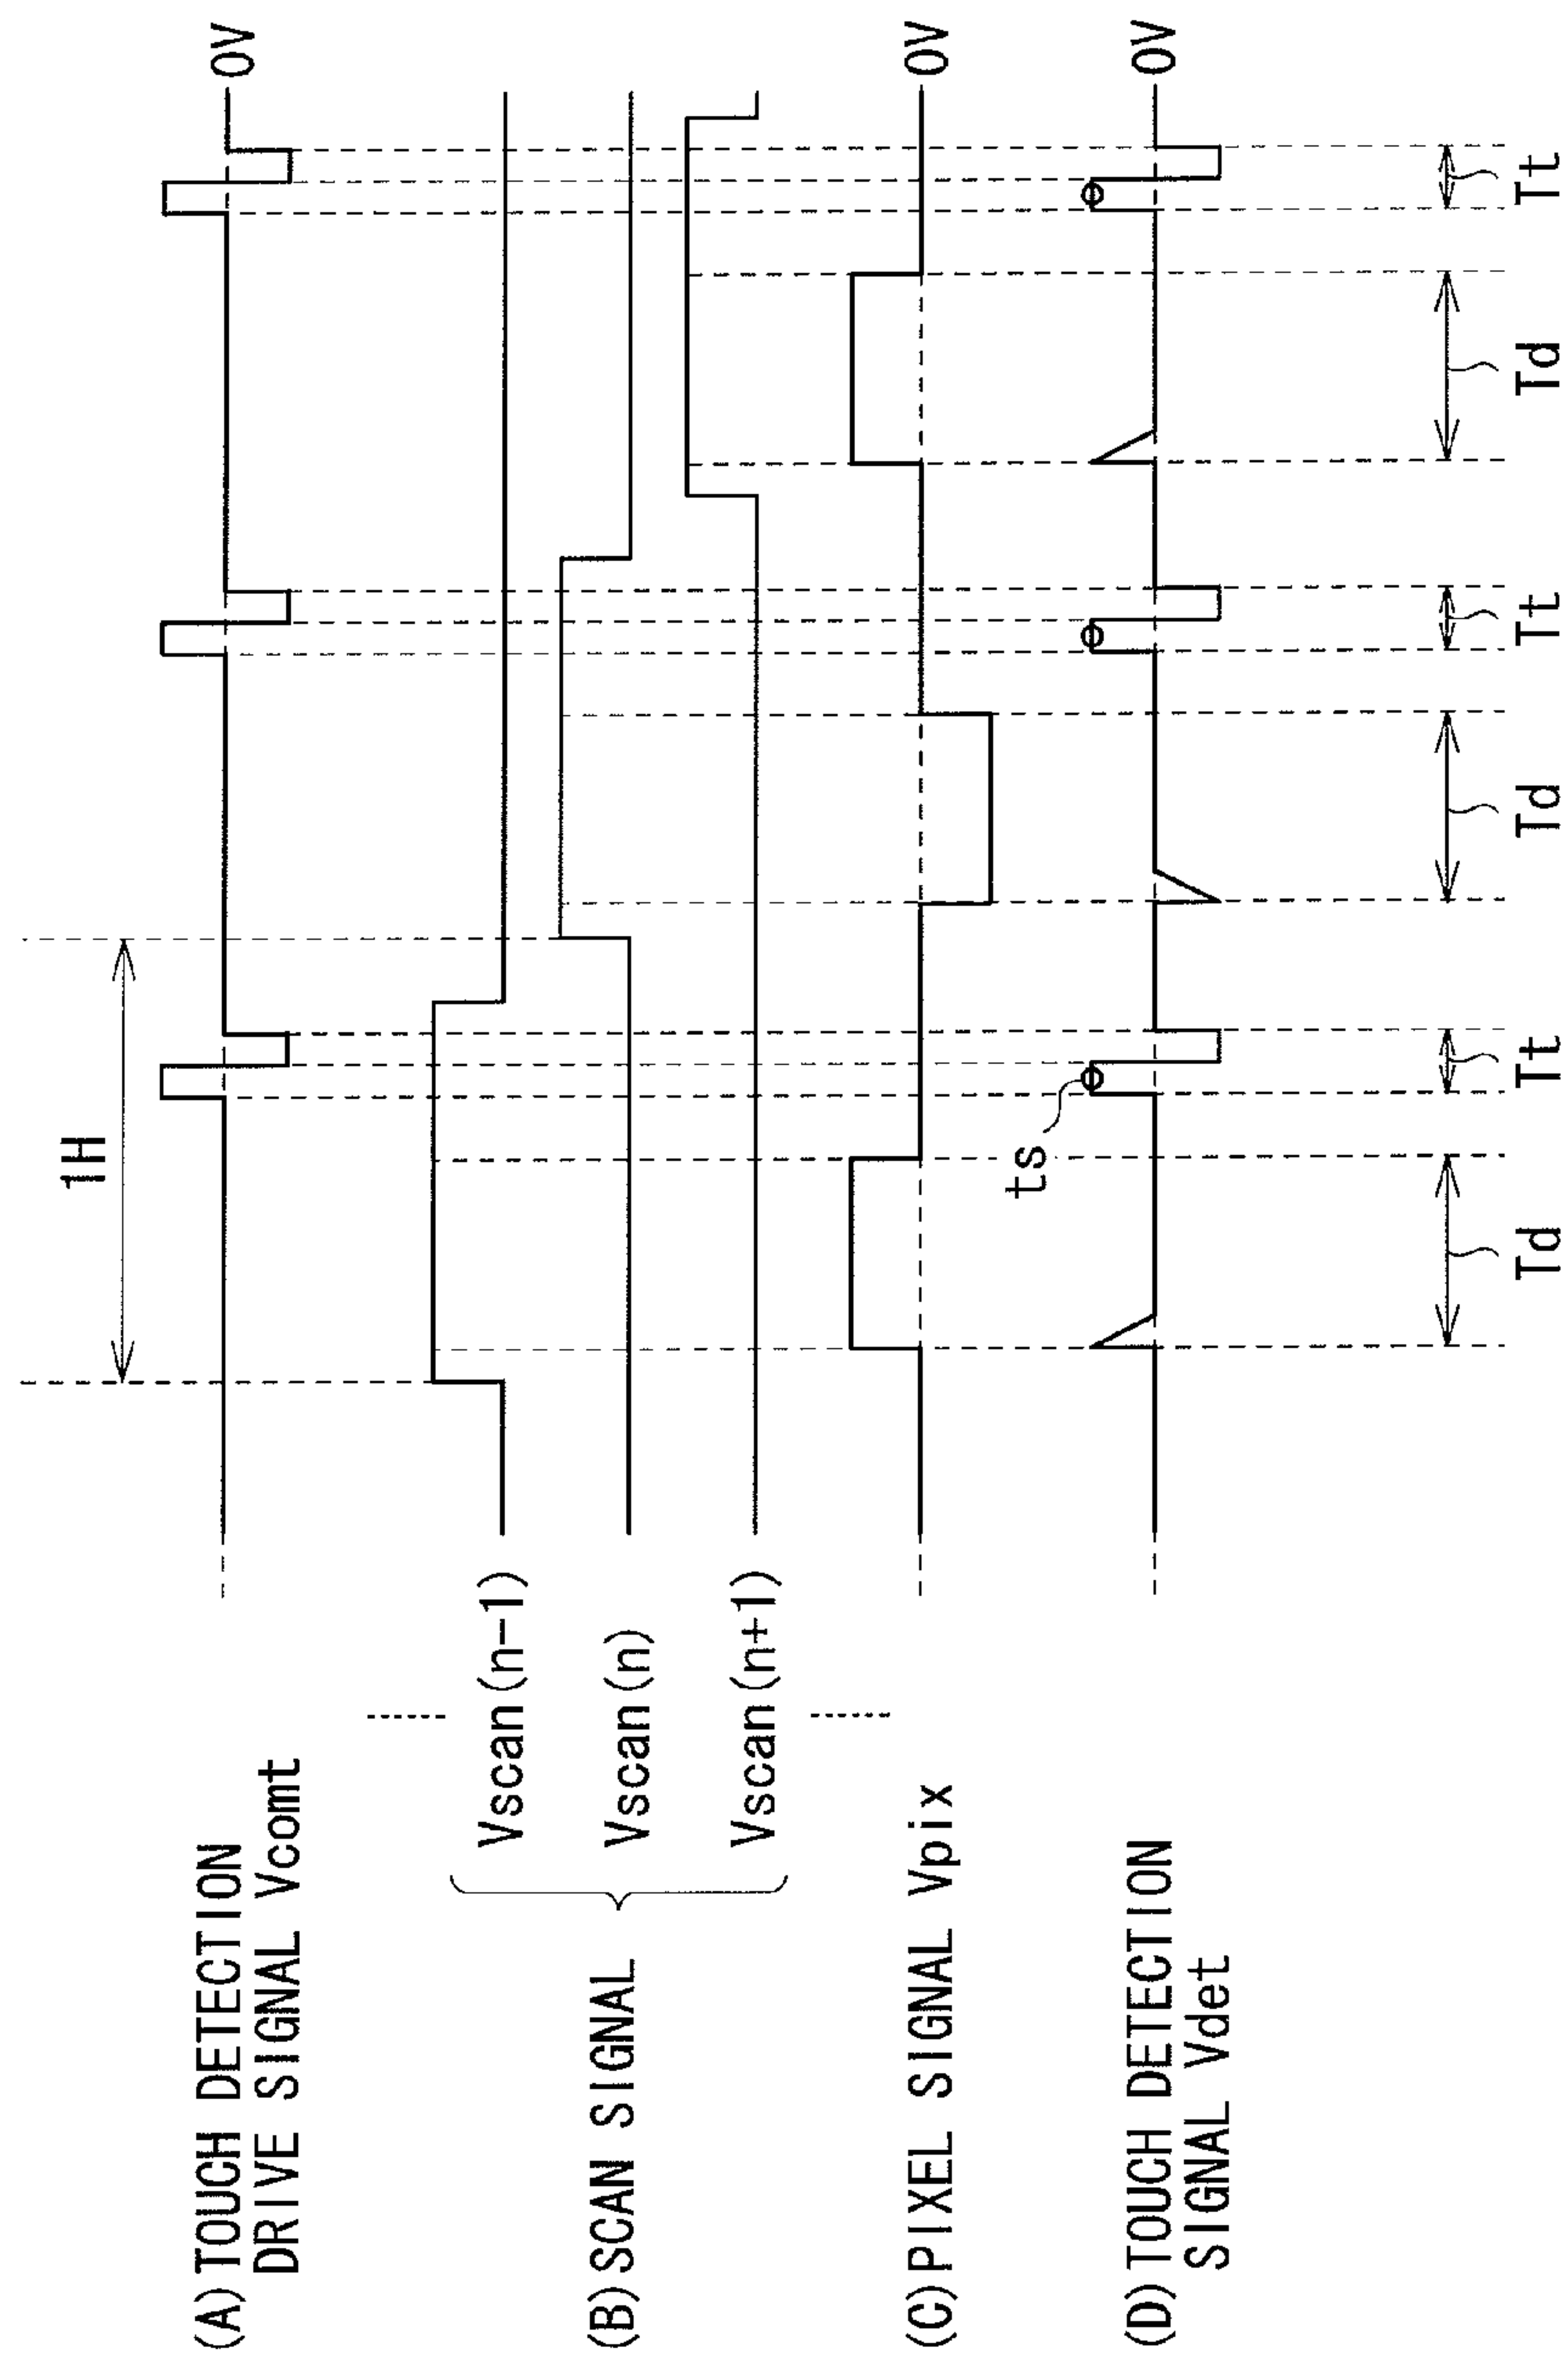 1H
(A) TOUCH DETECTION
DRIVE SIGNAL Vcomt
0V
(B) SCAN SIGNAL
Vscan(n-1)
Vscan(n)
Vscan(n+1)
(C) PIXEL SIGNAL Vpix
0V
ts
(D) TOUCH DETECTION
SIGNAL Vdet
0V
Td Tt Td Tt Td Tt